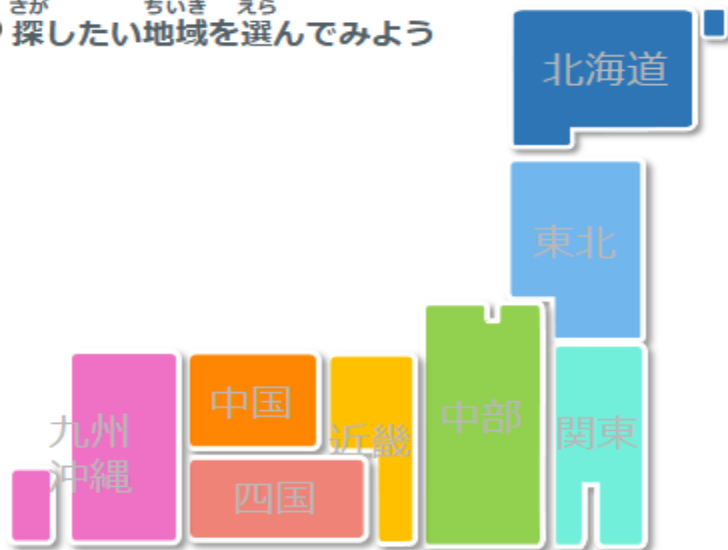 さが ちいき えら
探したい地域を選んでみよう
北海道
東北
中部
関東
近畿
中国
四国
九州
沖縄